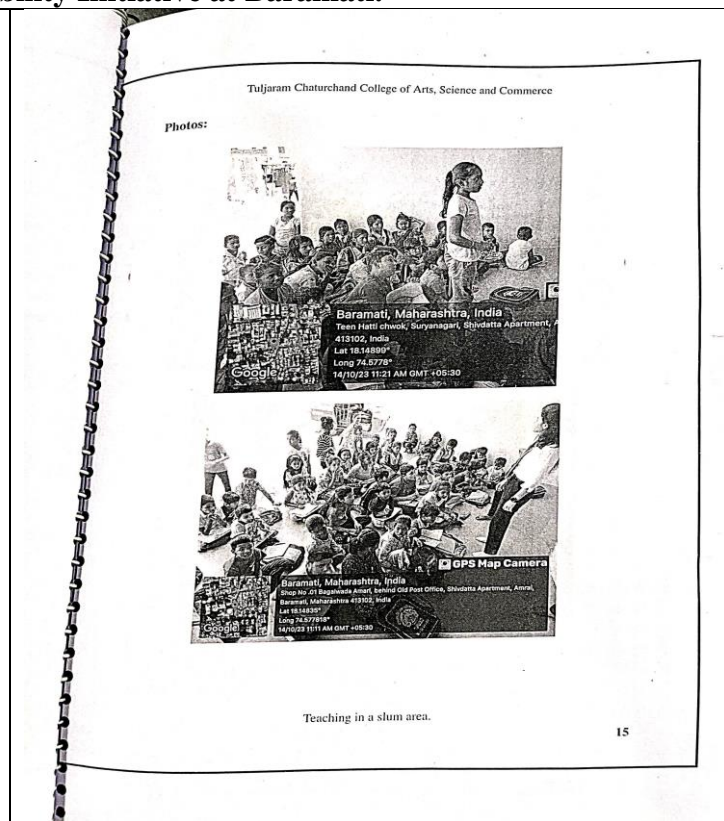 Initiative at Baramati.
Tuljaram Chaturchand College of Arts, Science and Commerce
Photos:
Baramati, Maharashtra, India
Teen Hatti chwok, Suryanagari, Shivdatta Apartment, A
413102, India
Lat 18.14899°
Long 74.5778°
14/10/23 11:21 AM GMT +05:30
Google
GPS Map Camera
Baramati, Maharashtra, India
Shop No .01 Bagalwada Amari, behind Old Post Office, Shivdatta Apartment, Amrai,
Baramati, Maharashtra 413102, India
Lat 18.14835°
Long 74.577818°
14/10/23 11:11 AM GMT +05:30
Google
Teaching in a slum area.
15